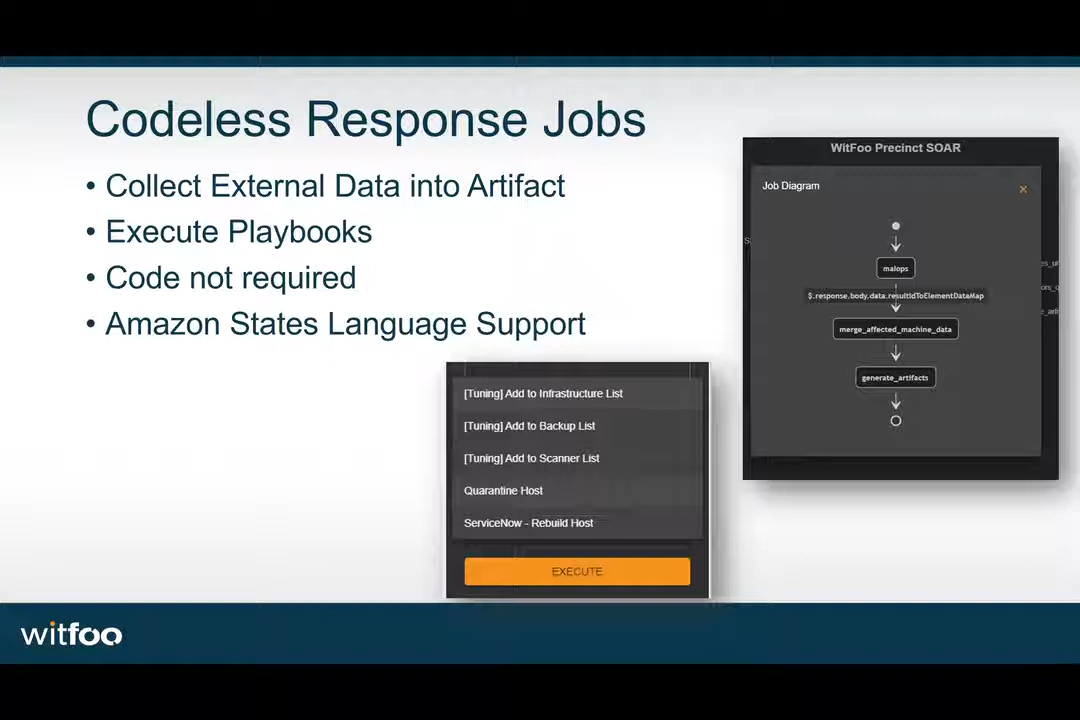 Codeless Response Jobs
• Collect External Data into Artifact
• Execute Playbooks
• Code not required
• Amazon States Language Support
WitFoo Precinct SOAR
Job Diagram
×
malops
$.response.body.data.resultIdToElementDataMap
merge_affected_machine_data
generate_artifacts
[Tuning] Add to Infrastructure List
[Tuning] Add to Backup List
[Tuning] Add to Scanner List
Quarantine Host
ServiceNow - Rebuild Host
EXECUTE
witfoo